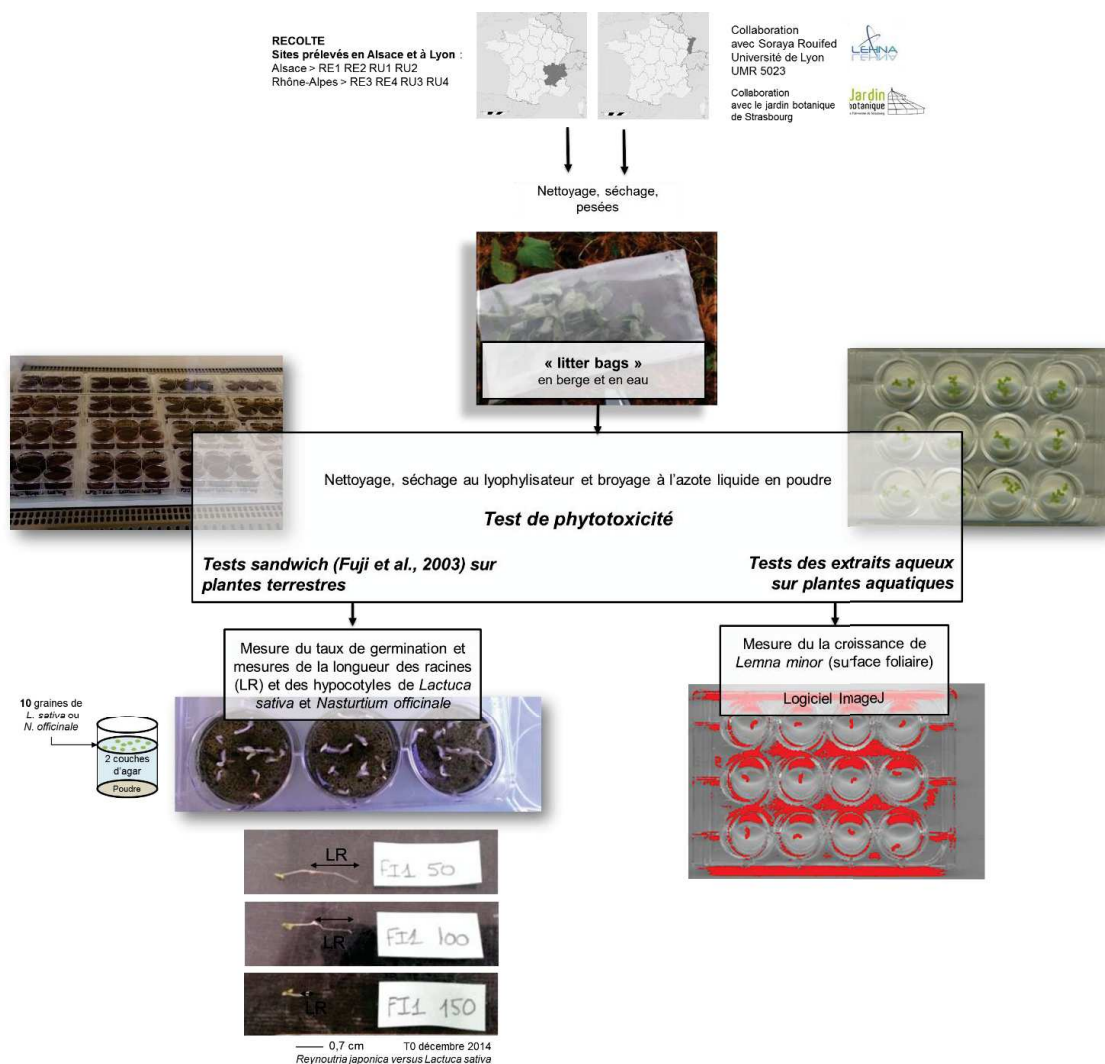 RECOLTE
Sites prélevés en Alsace et à Lyon :
Alsace > RE1 RE2 RU1 RU2
Rhône-Alpes > RE3 RE4 RU3 RU4
Collaboration
avec Soraya Rouifed
Université de Lyon
UMR 5023
LEHNA
Collaboration
avec le jardin botanique
de Strasbourg
Jardin
botanique
Nettoyage, séchage,
pesées
« litter bags »
en berge et en eau
Nettoyage, séchage au lyophylisateur et broyage à l'azote liquide en poudre
Test de phytotoxicité
Tests sandwich (Fuji et al., 2003) sur
plantes terrestres
Tests des extraits aqueux
sur plantes aquatiques
Mesure du taux de germination et
mesures de la longueur des racines
(LR) et des hypocotyles de Lactuca
sativa et Nasturtium officinale
Mesure du la croissance de
Lemna minor (surface foliaire)
Logiciel ImageJ
10 graines de
L. sativa ou
N. officinale
2 couches
d'agar
Poudre
LR
FI1 50
LR
FI1 100
LR
FI1 150
0,7 cm
T0 décembre 2014
Reynoutria japonica versus Lactuca sativa